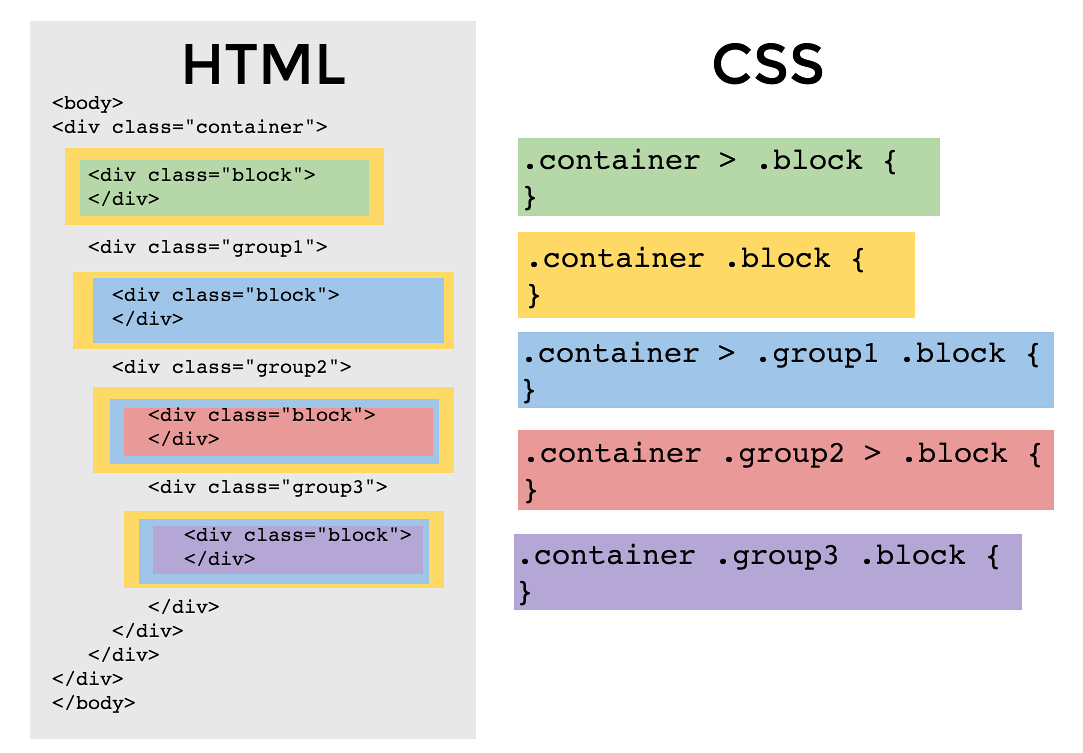 HTML
<body>
<div class="container">
<div class="block">
</div>
<div class="group1">
<div class="block">
</div>
<div class="group2">
<div class="block">
</div>
<div class="group3">
<div class="block">
</div>
</div>
</div>
</div>
</div>
</body>
CSS
.container > .block {
}
.container .block {
}
.container > .group1 .block {
}
.container .group2 > .block {
}
.container .group3 .block {
}